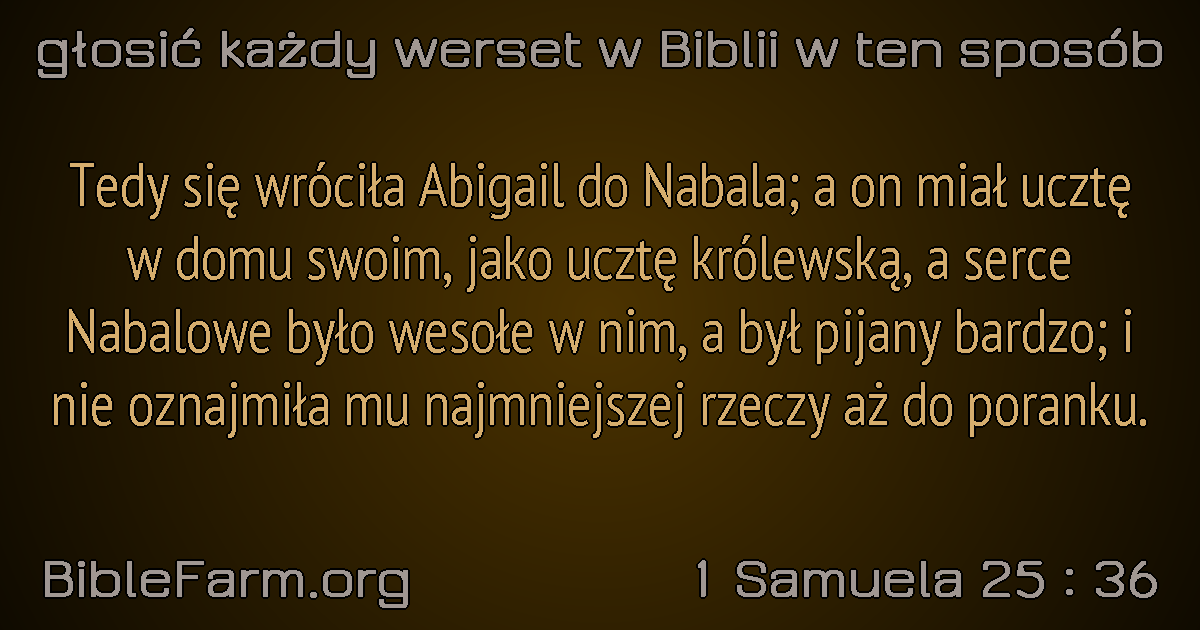 głosić każdy werset w Biblii w ten sposób
Tedy się wróciła Abigail do Nabala; a on miał ucztę
w domu swoim, jako ucztę królewską, a serce
Nabalowe było wesołe w nim, a był pijany bardzo; i
nie oznajmiła mu najmniejszej rzeczy aż do poranku.
BibleFarm.org
1 Samuela 25 : 36